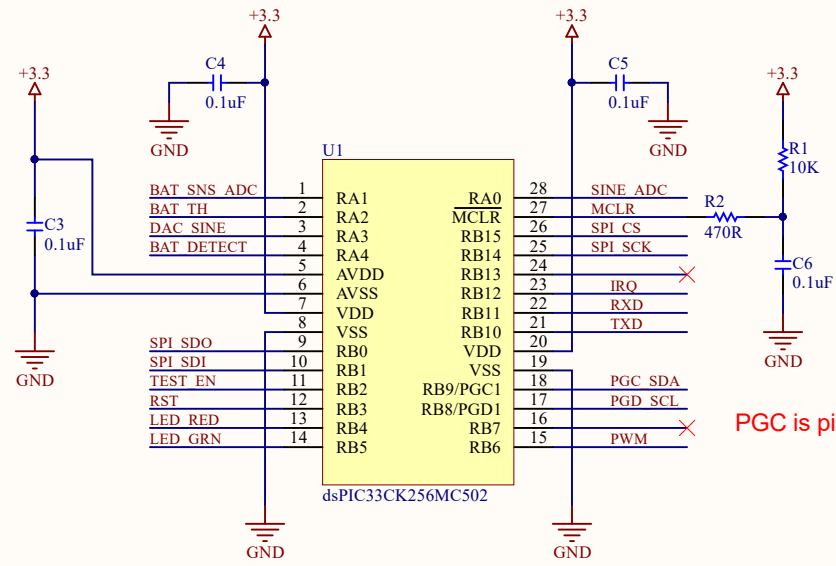 +3.3
+3.3
+3.3
+3.3
C4
0.1uF
GND
C5
0.1uF
GND
C3
0.1uF
GND
R1
10K
R2
470R
C6
0.1uF
GND
U1
BAT_SNS_ADC 1 RA1
BAT_TH 2 RA2
DAC_SINE 3 RA3
BAT_DETECT 4 RA4
5 AVDD
6 AVSS
7 VDD
8 VSS
SPI_SDO 9 RB0
SPI_SDI 10 RB1
TEST_EN 11 RB2
RST 12 RB3
LED_RED 13 RB4
LED_GRN 14 RB5
RA0 28 SINE_ADC
MCLR 27 MCLR
RB15 26 SPI_CS
RB14 25 SPI_SCK
RB13 24
RB12 23 IRQ
RB11 22 RXD
RB10 21 TXD
VDD 20
VSS 19
RB9/PGC1 18 PGC_SDA
RB8/PGD1 17 PGD_SCL
RB7 16
RB6 15 PWM
dsPIC33CK256MC502
GND
GND
PGC is pi